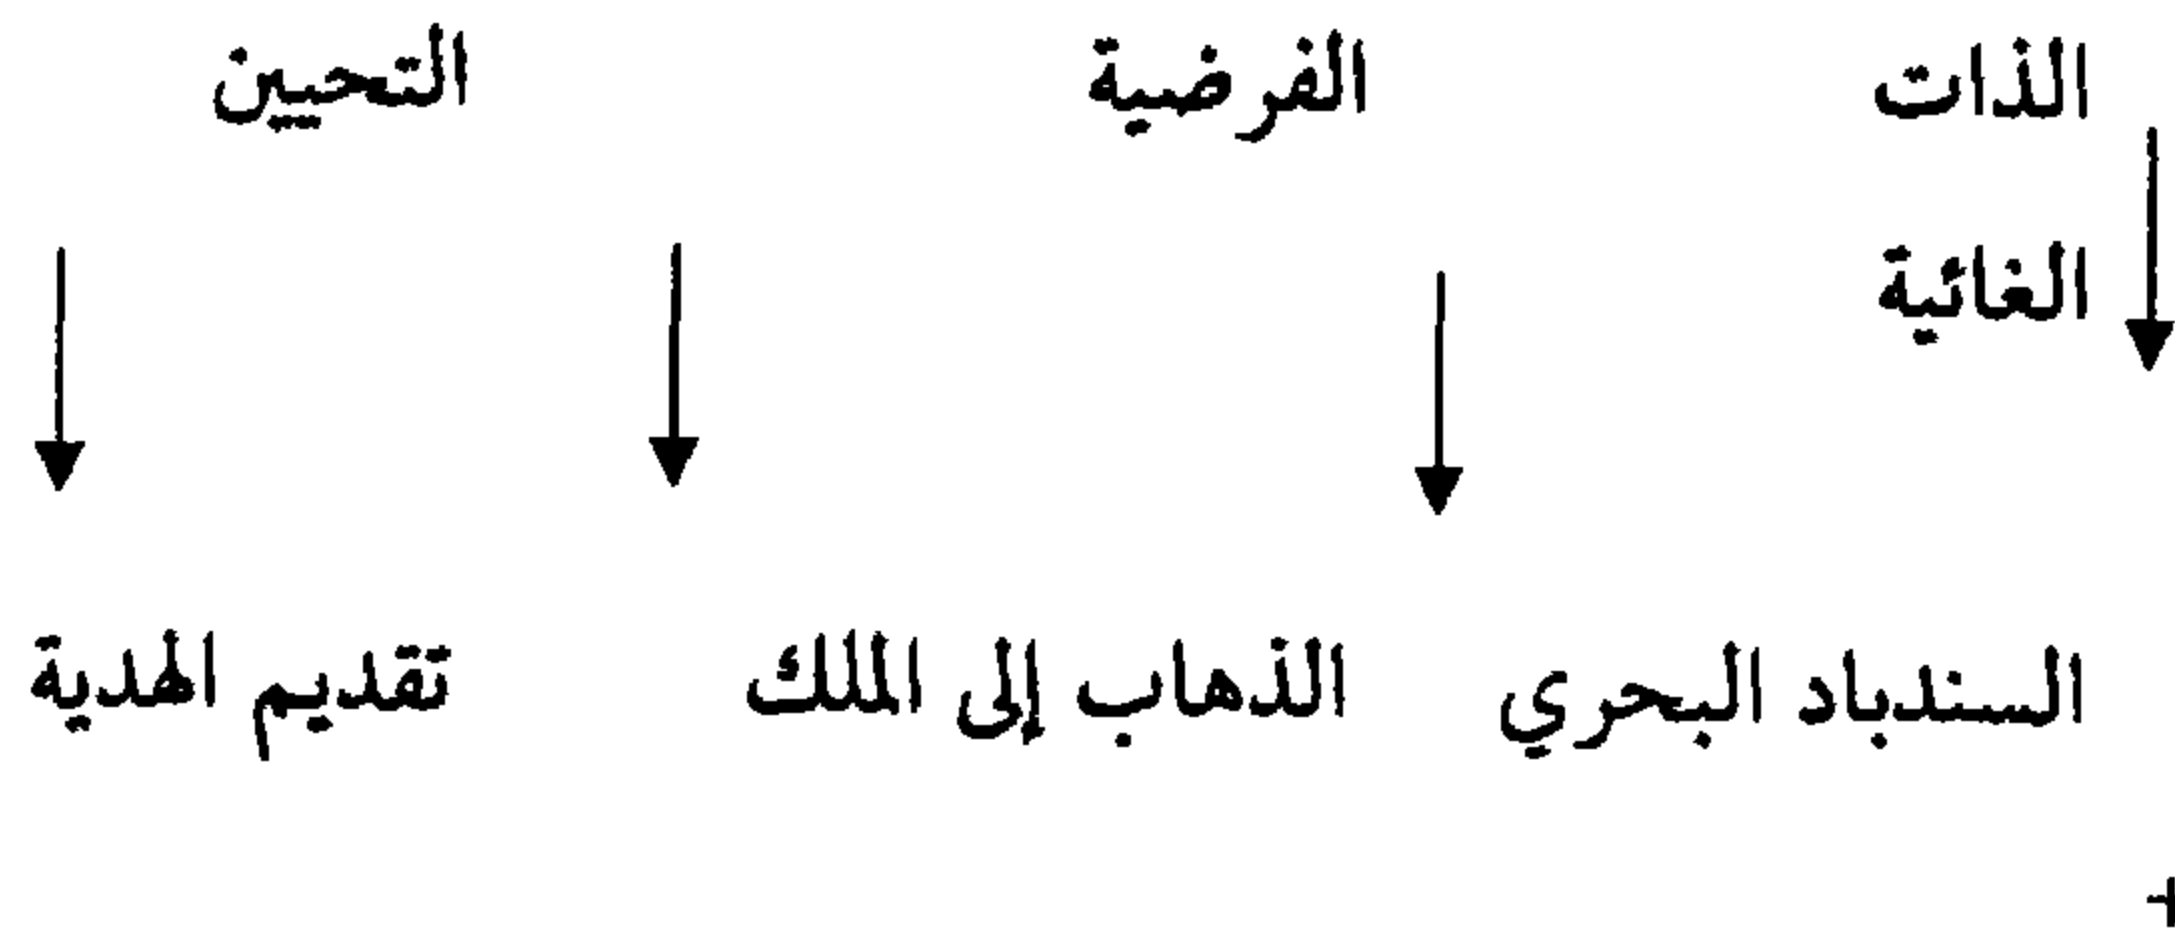 الذات الفرضية التحيين
الغائية
السندباد البحري الذهاب إلى الملك تقديم الهدية
+